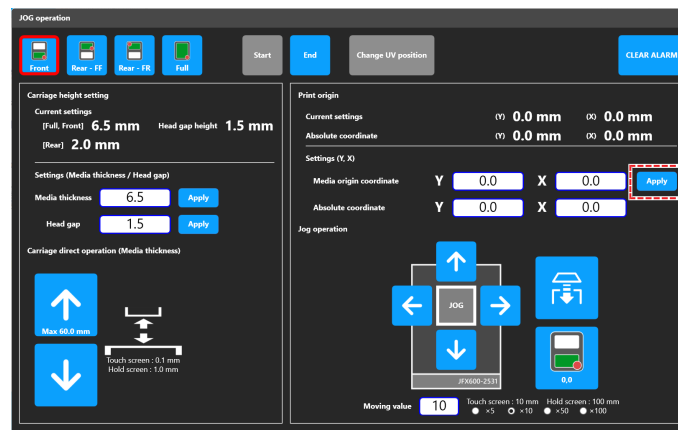 JOG operation
Front Rear - FF Rear - FR Full Start End Change UV position CLEAR ALARM
Carriage height setting
Current settings
[Full, Front] 6.5 mm Head gap height 1.5 mm
[Rear] 2.0 mm
Settings (Media thickness / Head gap)
Media thickness 6.5 Apply
Head gap 1.5 Apply
Carriage direct operation (Media thickness)
Max 60.0 mm
Touch screen : 0.1 mm
Hold screen : 1.0 mm
Print origin
Current settings (Y) 0.0 mm (X) 0.0 mm
Absolute coordinate (Y) 0.0 mm (X) 0.0 mm
Settings (Y, X)
Media origin coordinate Y 0.0 X 0.0 Apply
Absolute coordinate Y 0.0 X 0.0
Jog operation
JOG
JFX600-2531
0,0
Moving value 10 Touch screen : 10 mm Hold screen : 100 mm
×5 ×10 ×50 ×100